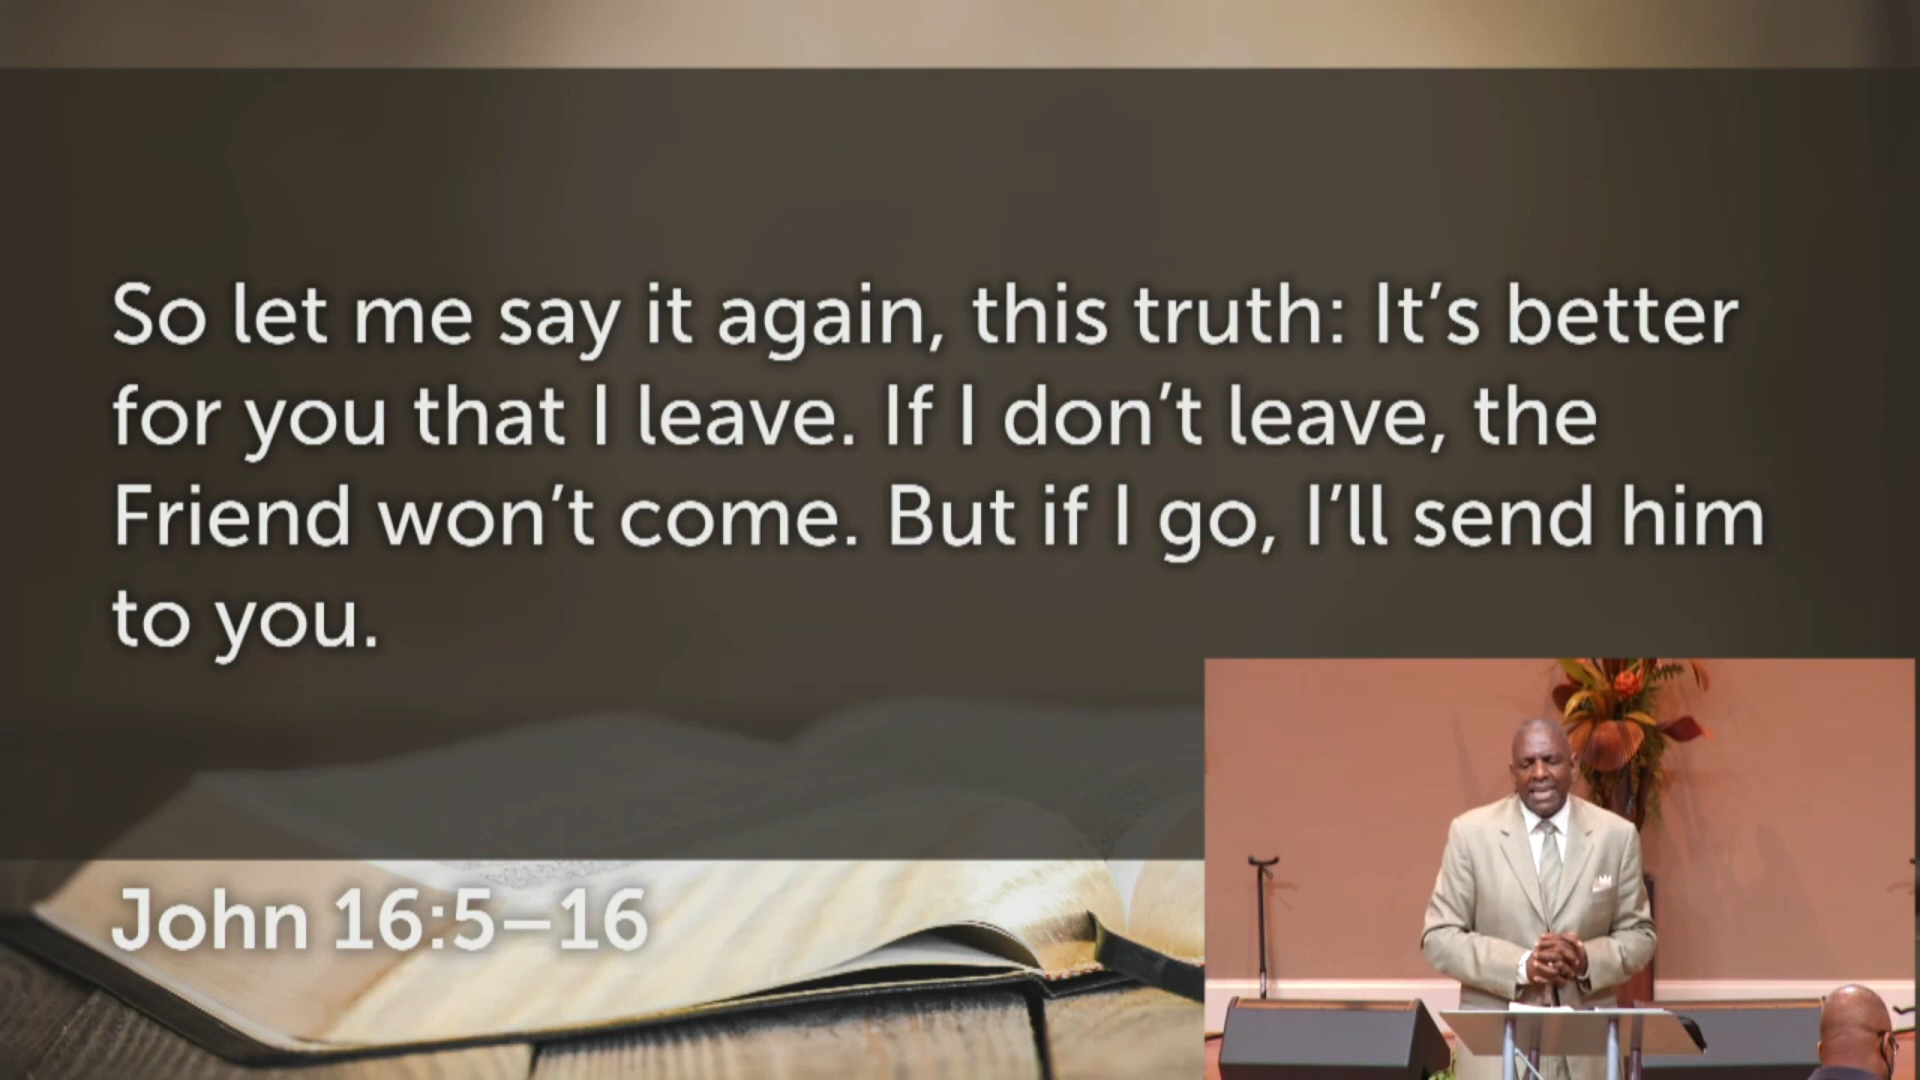 So let me say it again, this truth: It’s better
for you that I leave. If I don’t leave, the
Friend won’t come. But if I go, I’ll send him
to you.
John 16:5–16